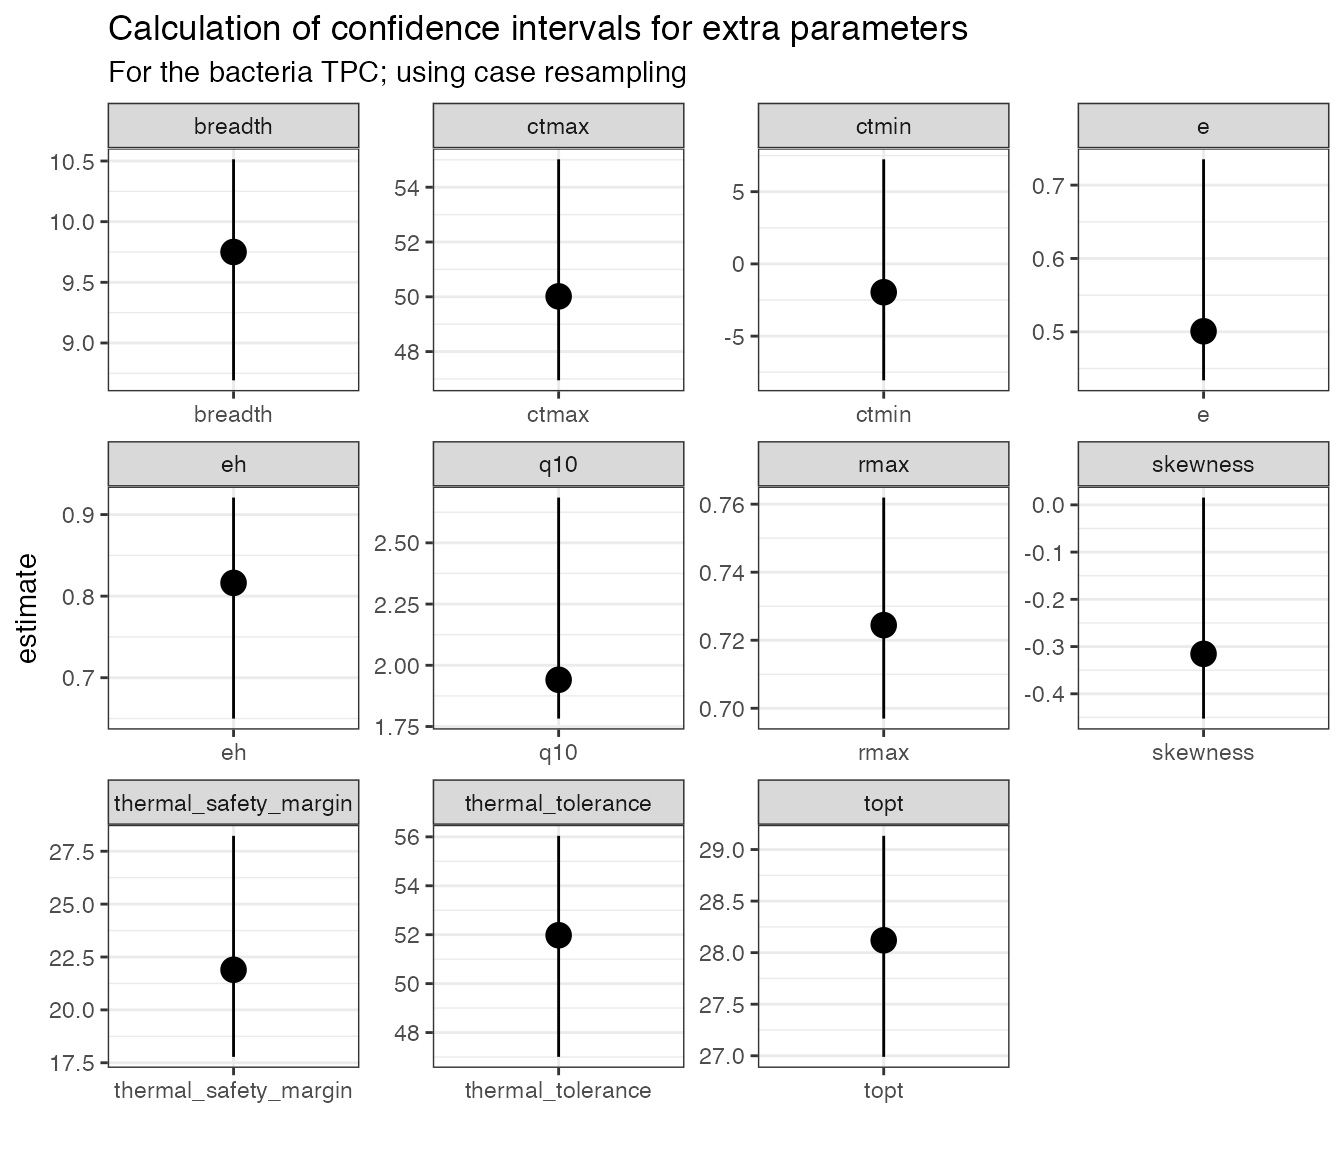 Calculation of confidence intervals for extra parameters
For the bacteria TPC; using case resampling
estimate
breadth
10.5
10.0
9.5
9.0
breadth
ctmax
54
52
50
48
ctmax
ctmin
5
0
-5
ctmin
e
0.7
0.6
0.5
e
eh
0.9
0.8
0.7
eh
q10
2.50
2.25
2.00
1.75
q10
rmax
0.76
0.74
0.72
0.70
rmax
skewness
0.0
-0.1
-0.2
-0.3
-0.4
skewness
thermal_safety_margin
27.5
25.0
22.5
20.0
17.5
thermal_safety_margin
thermal_tolerance
56
54
52
50
48
thermal_tolerance
topt
29.0
28.5
28.0
27.5
27.0
topt